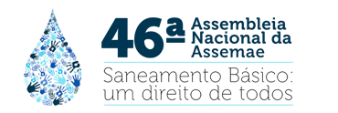 46ª Assembleia
Nacional da
Assemae
Saneamento Básico:
um direito de todos